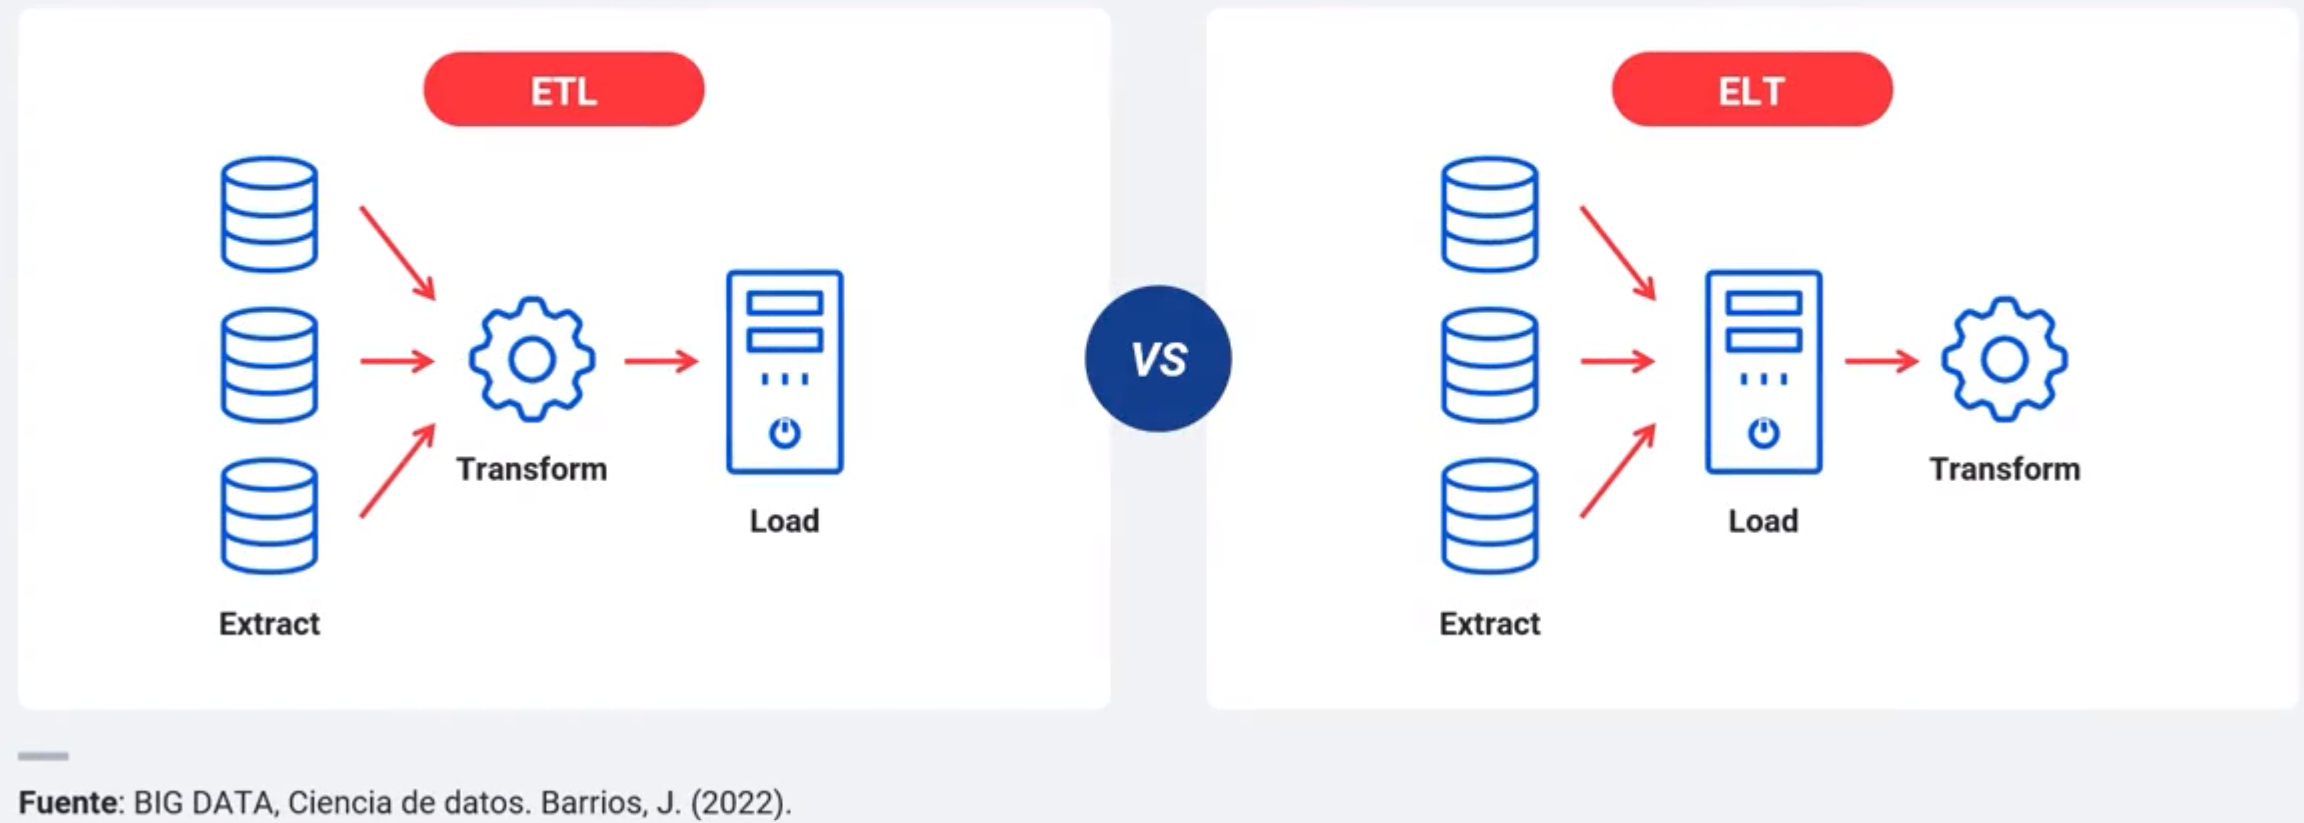 ETL
Transform
Load
Extract
VS
ELT
Load
Transform
Extract
Fuente: BIG DATA, Ciencia de datos. Barrios, J. (2022).